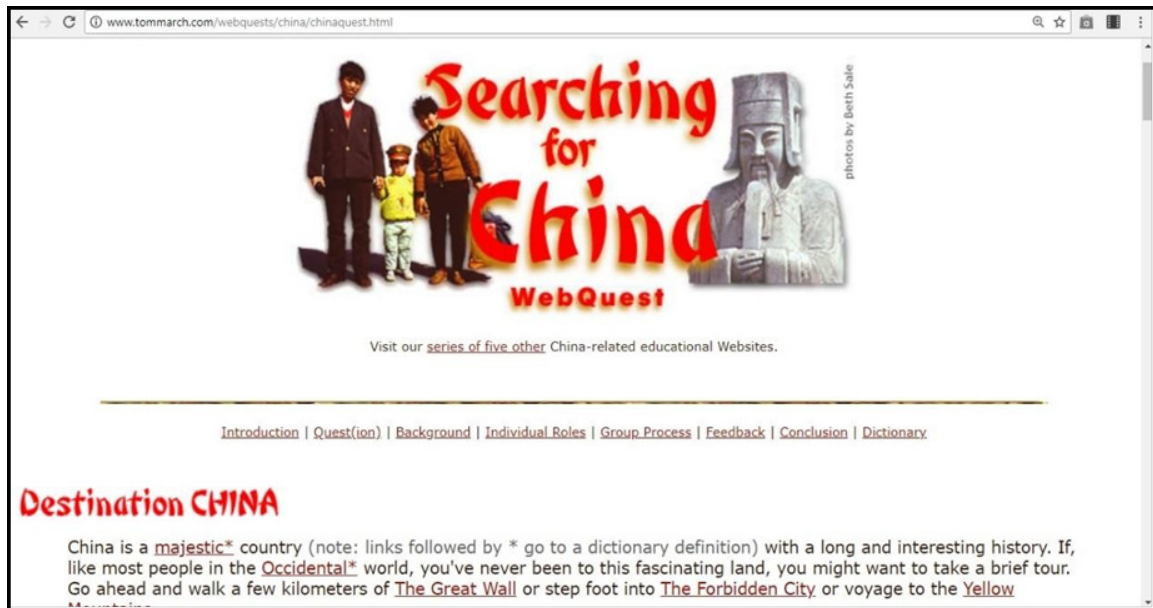 www.tommarch.com/webquests/china/chinaquest.html
Searching
for
China
WebQuest
photos by Beth Sale
Visit our series of five other China-related educational Websites.
Introduction | Quest(ion) | Background | Individual Roles | Group Process | Feedback | Conclusion | Dictionary
Destination CHINA
China is a majestic* country (note: links followed by * go to a dictionary definition) with a long and interesting history. If,
like most people in the Occidental* world, you've never been to this fascinating land, you might want to take a brief tour.
Go ahead and walk a few kilometers of The Great Wall or step foot into The Forbidden City or voyage to the Yellow